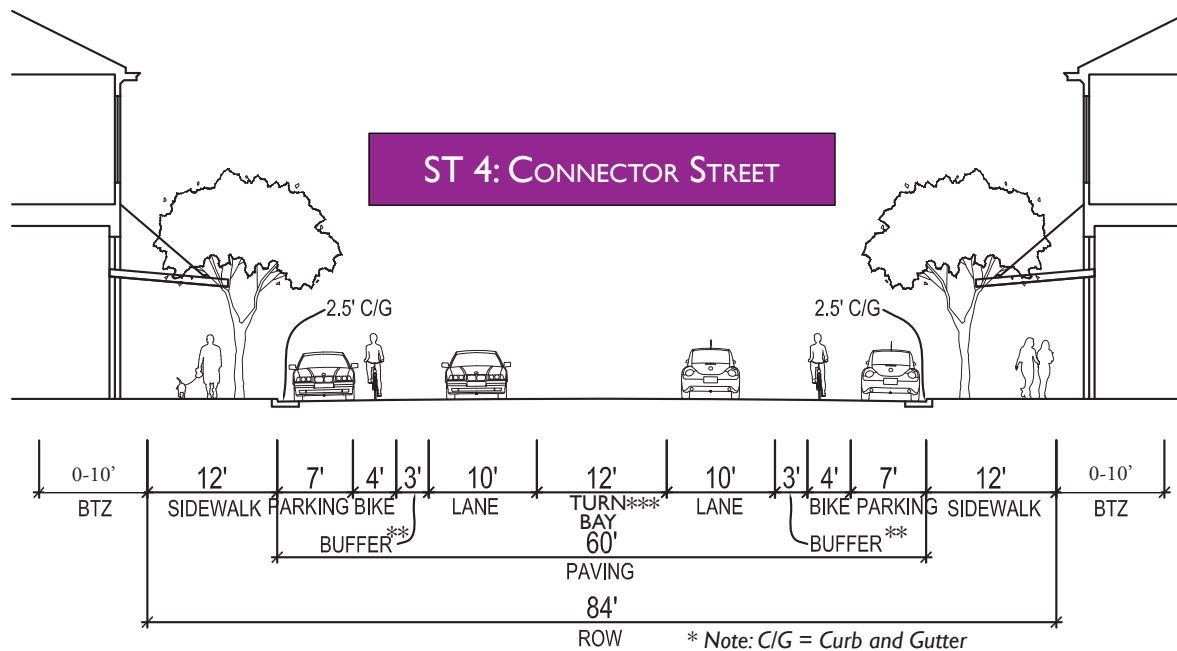 ST 4: CONNECTOR STREET
2.5' C/G
2.5' C/G
0-10' 12' 7' 4' 3' 10' 12' 10' 3' 4' 7' 12' 0-10'
BTZ SIDEWALK PARKING BIKE LANE TURN*** LANE BIKE PARKING SIDEWALK BTZ
BAY
BUFFER** BUFFER**
60'
PAVING
84'
ROW
* Note: C/G = Curb and Gutter